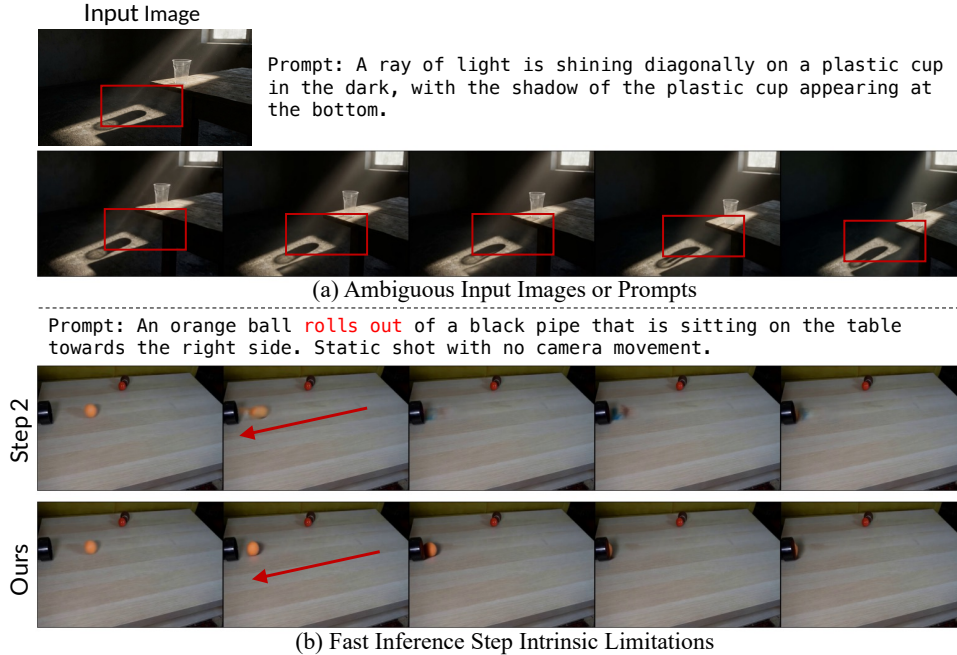 Input Image
Prompt: A ray of light is shining diagonally on a plastic cup
in the dark, with the shadow of the plastic cup appearing at
the bottom.
(a) Ambiguous Input Images or Prompts
Prompt: An orange ball rolls out of a black pipe that is sitting on the table
towards the right side. Static shot with no camera movement.
Step 2
Ours
(b) Fast Inference Step Intrinsic Limitations